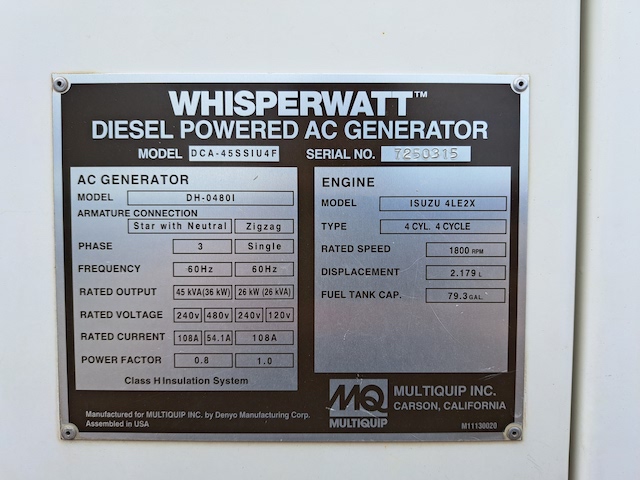 WHISPERWATT™
DIESEL POWERED AC GENERATOR
MODEL DCA-45SSIU4F SERIAL NO. 7250315
AC GENERATOR
MODEL DH-0480I
ARMATURE CONNECTION
Star with Neutral Zigzag
PHASE 3 Single
FREQUENCY 60Hz 60Hz
RATED OUTPUT 45 kVA(36 kW) 26 kW (26 kVA)
RATED VOLTAGE 240v 480v 240v 120v
RATED CURRENT 108A 54.1A 108A
POWER FACTOR 0.8 1.0
Class H Insulation System
ENGINE
MODEL ISUZU 4LE2X
TYPE 4 CYL. 4 CYCLE
RATED SPEED 1800 RPM
DISPLACEMENT 2.179 L
FUEL TANK CAP. 79.3 GAL.
Manufactured for MULTIQUIP INC. by Denyo Manufacturing Corp.
Assembled in USA
MQ
MULTIQUIP
MULTIQUIP INC.
CARSON, CALIFORNIA
M11130020